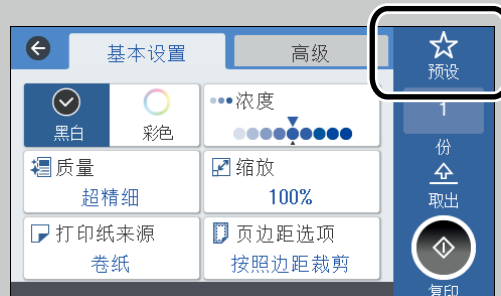 基本设置
高级
预设
黑白
彩色
浓度
1
份
质量
超精细
缩放
100%
取出
打印纸来源
卷纸
页边距选项
按照边距裁剪
复印